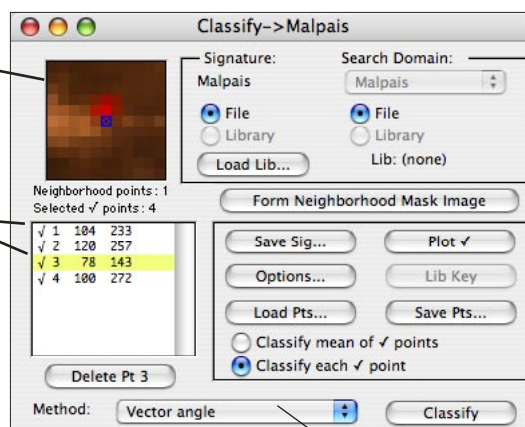 Classify->Malpais
Signature:
Malpais
File
Library
Load Lib...
Search Domain:
Malpais
File
Library
Lib: (none)
Neighborhood points: 1
Selected √ points: 4
√ 1 104 233
√ 2 120 257
√ 3 78 143
√ 4 100 272
Delete Pt 3
Form Neighborhood Mask Image
Save Sig...
Plot ✓
Options...
Lib Key
Load Pts...
Save Pts...
Classify mean of ✓ points
Classify each ✓ point
Method:
Vector angle
Classify